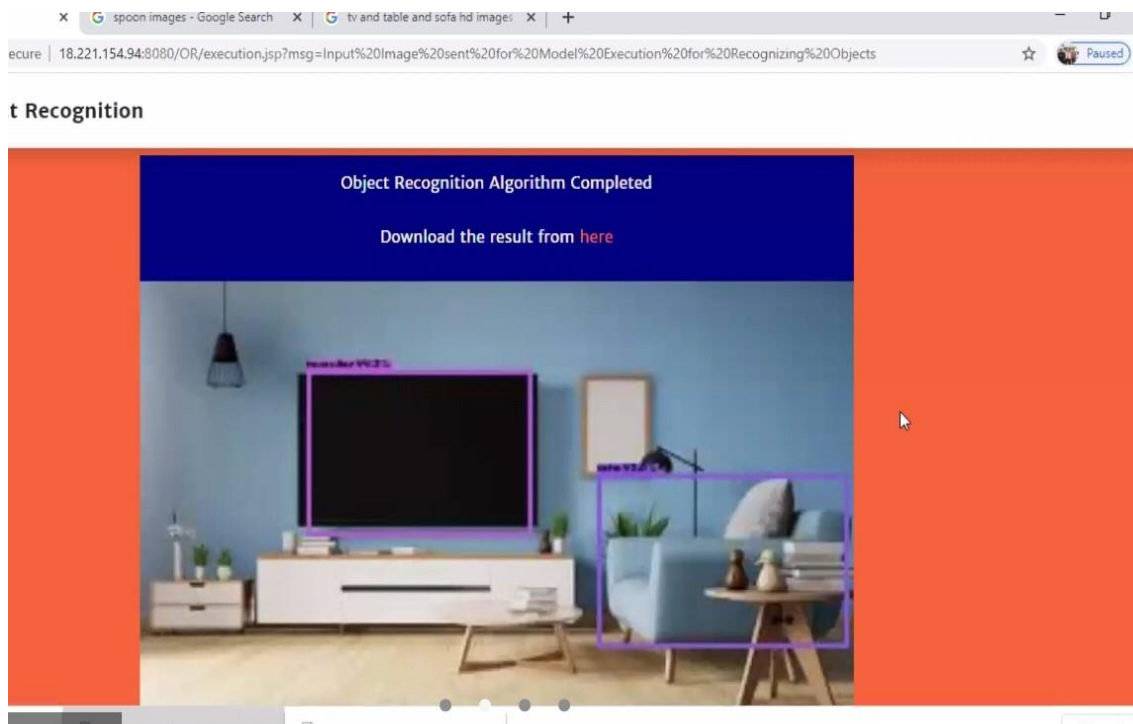 spoon images - Google Search
tv and table and sofa hd images
ecure | 18.221.154.94:8080/OR/execution.jsp?msg=Input%20Image%20sent%20for%20Model%20Execution%20for%20Recognizing%20Objects
Paused
t Recognition
Object Recognition Algorithm Completed
Download the result from here